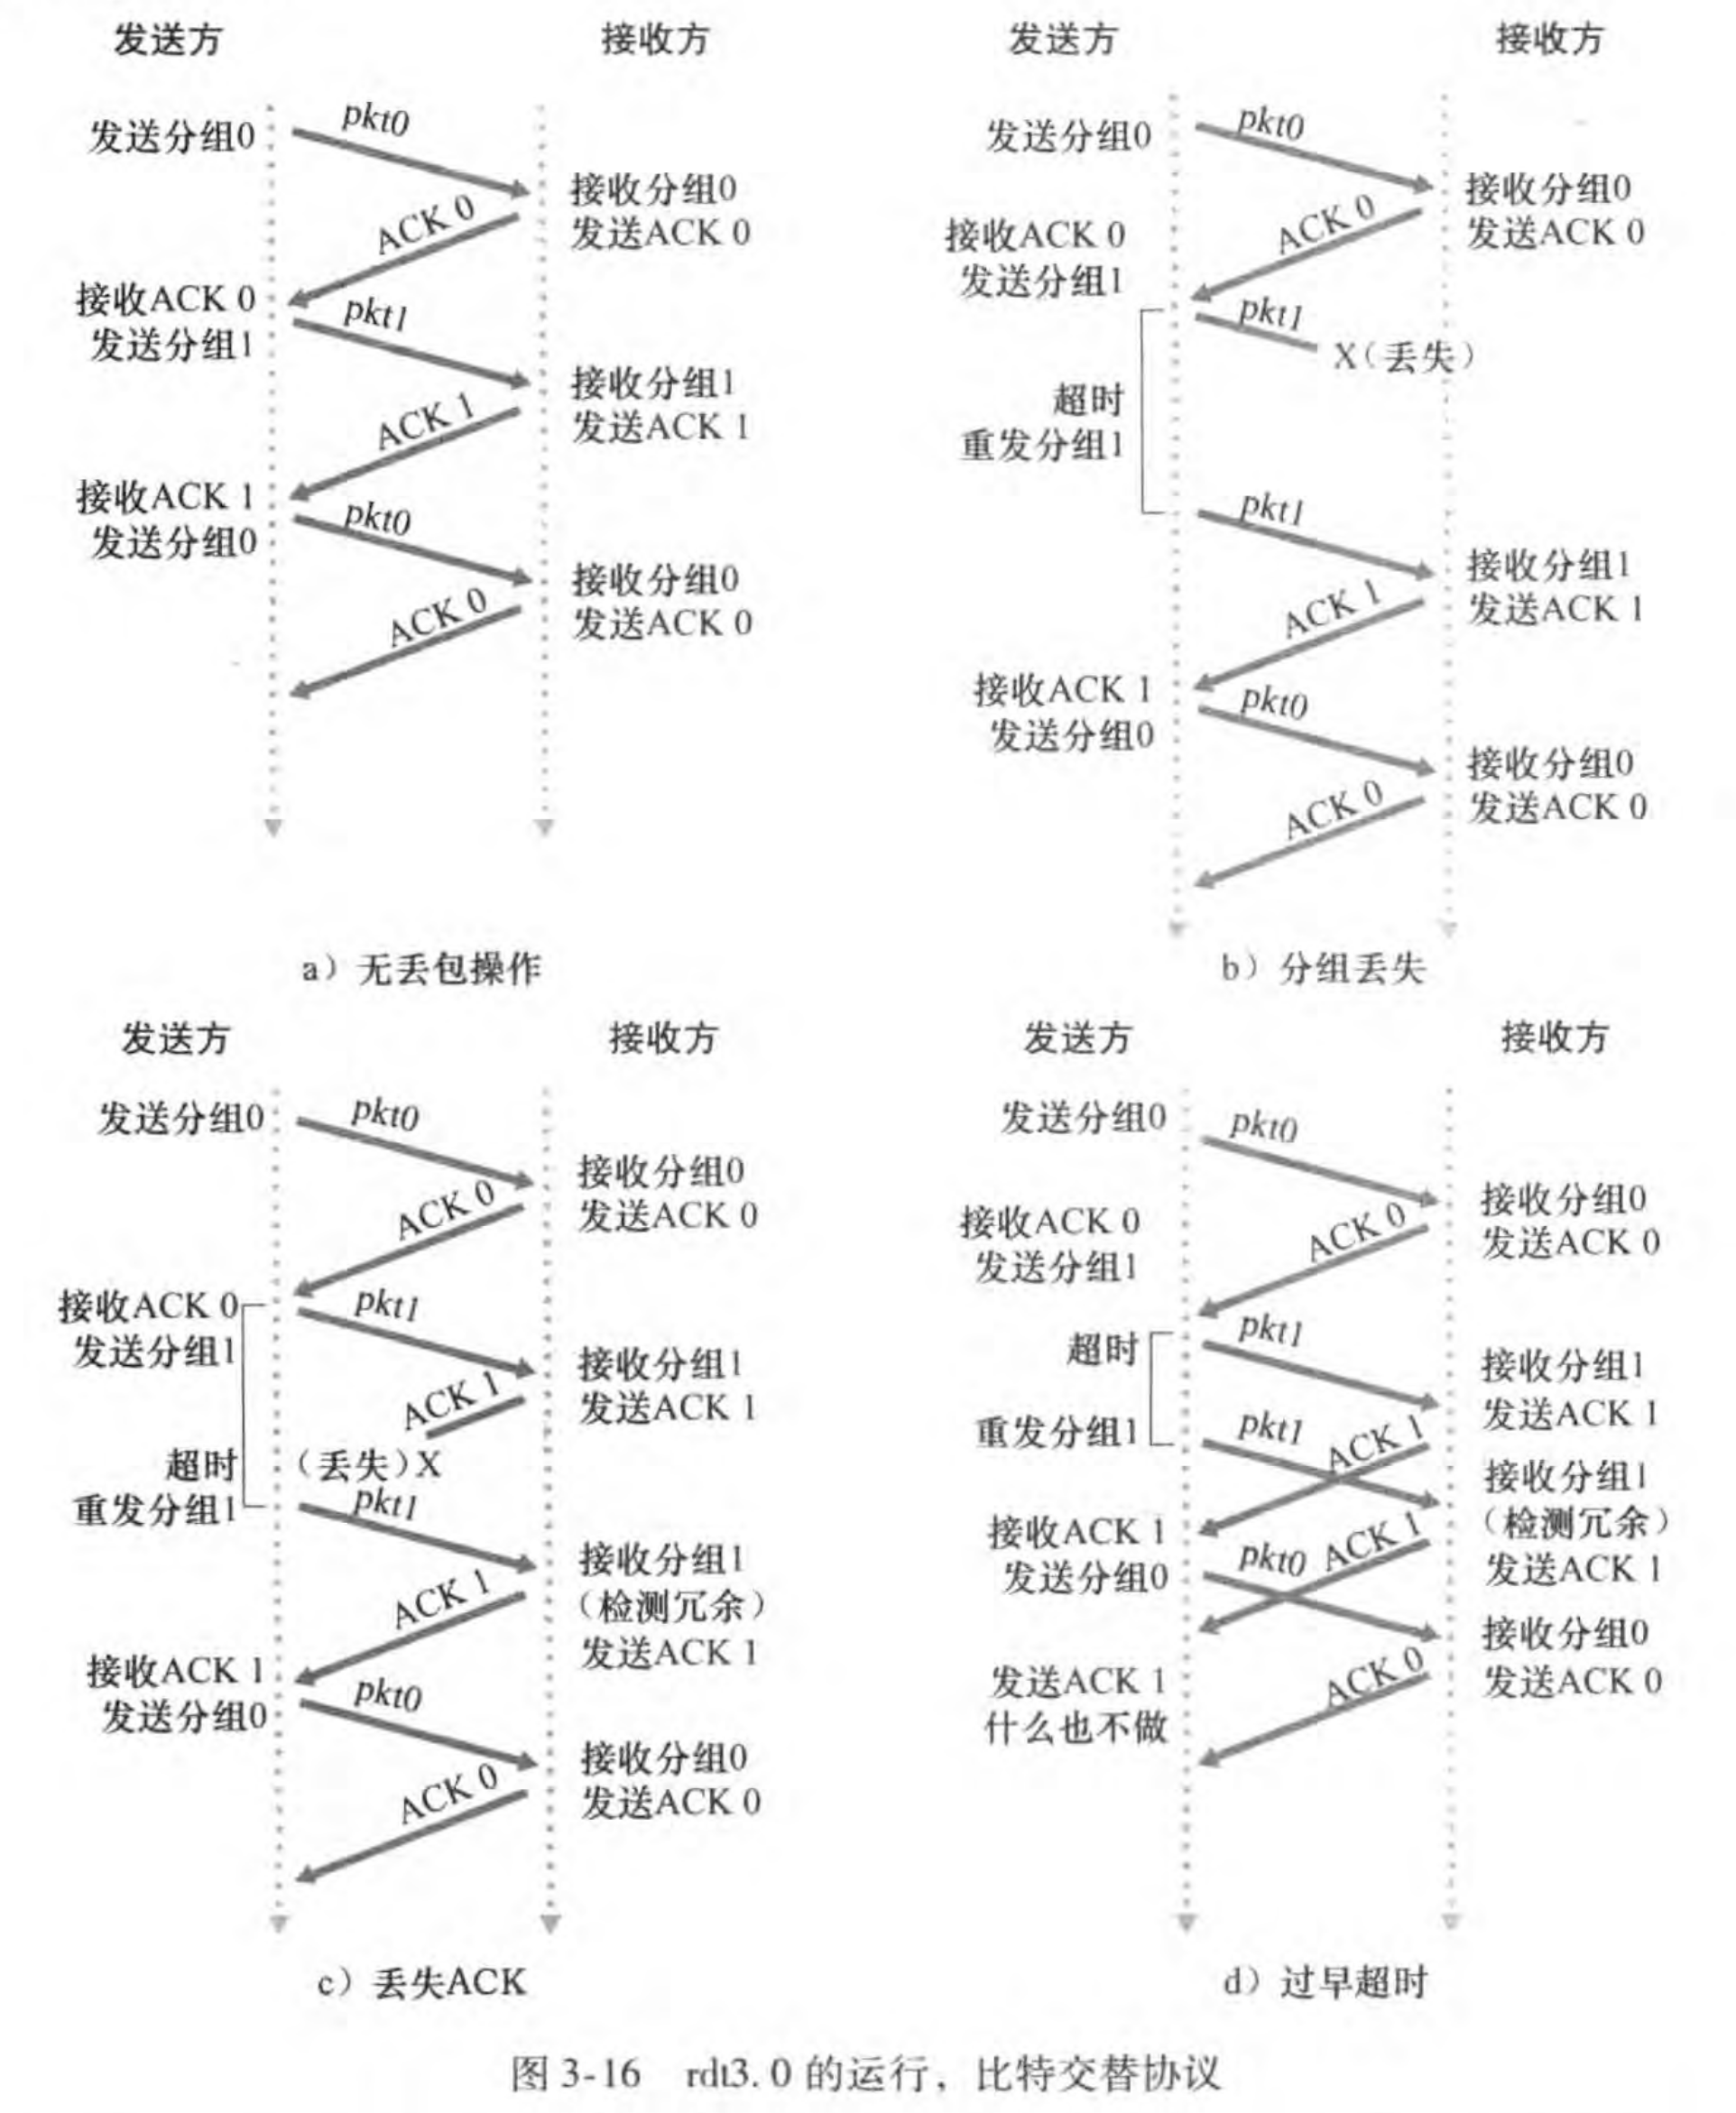 发送方
接收方
发送分组0
pkt0
接收分组0
发送ACK 0
ACK 0
接收ACK 0
发送分组1
pkt1
接收分组1
发送ACK 1
ACK 1
接收ACK 1
发送分组0
pkt0
接收分组0
发送ACK 0
ACK 0
a）无丢包操作
发送方
接收方
发送分组0
pkt0
接收分组0
发送ACK 0
ACK 0
接收ACK 0
发送分组1
pkt1
X（丢失）
超时
重发分组1
pkt1
接收分组1
发送ACK 1
ACK 1
接收ACK 1
发送分组0
pkt0
接收分组0
发送ACK 0
ACK 0
b）分组丢失
发送方
接收方
发送分组0
pkt0
接收分组0
发送ACK 0
ACK 0
接收ACK 0
发送分组1
pkt1
接收分组1
发送ACK 1
ACK 1
（丢失）X
超时
重发分组1
pkt1
接收分组1
（检测冗余）
发送ACK 1
ACK 1
接收ACK 1
发送分组0
pkt0
接收分组0
发送ACK 0
ACK 0
c）丢失ACK
发送方
接收方
发送分组0
pkt0
接收分组0
发送ACK 0
ACK 0
接收ACK 0
发送分组1
pkt1
超时
接收分组1
发送ACK 1
重发分组1
pkt1
ACK 1
接收分组1
（检测冗余）
发送ACK 1
接收ACK 1
发送分组0
pkt0
ACK 1
接收分组0
发送ACK 0
发送ACK 1
什么也不做
ACK 0
d）过早超时
图 3-16 rdt3. 0 的运行，比特交替协议